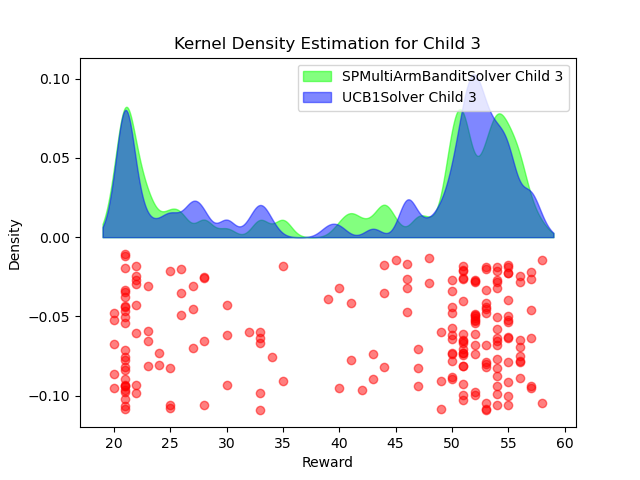 Kernel Density Estimation for Child 3
SPMultiArmBanditSolver Child 3
UCB1Solver Child 3
Density
0.10
0.05
0.00
−0.05
−0.10
20 25 30 35 40 45 50 55 60
Reward